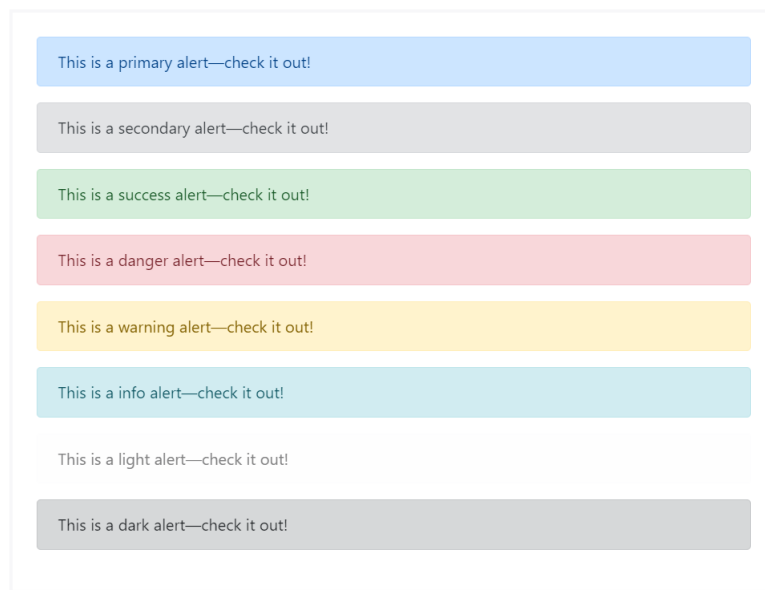 This is a primary alert—check it out!
This is a secondary alert—check it out!
This is a success alert—check it out!
This is a danger alert—check it out!
This is a warning alert—check it out!
This is a info alert—check it out!
This is a light alert—check it out!
This is a dark alert—check it out!